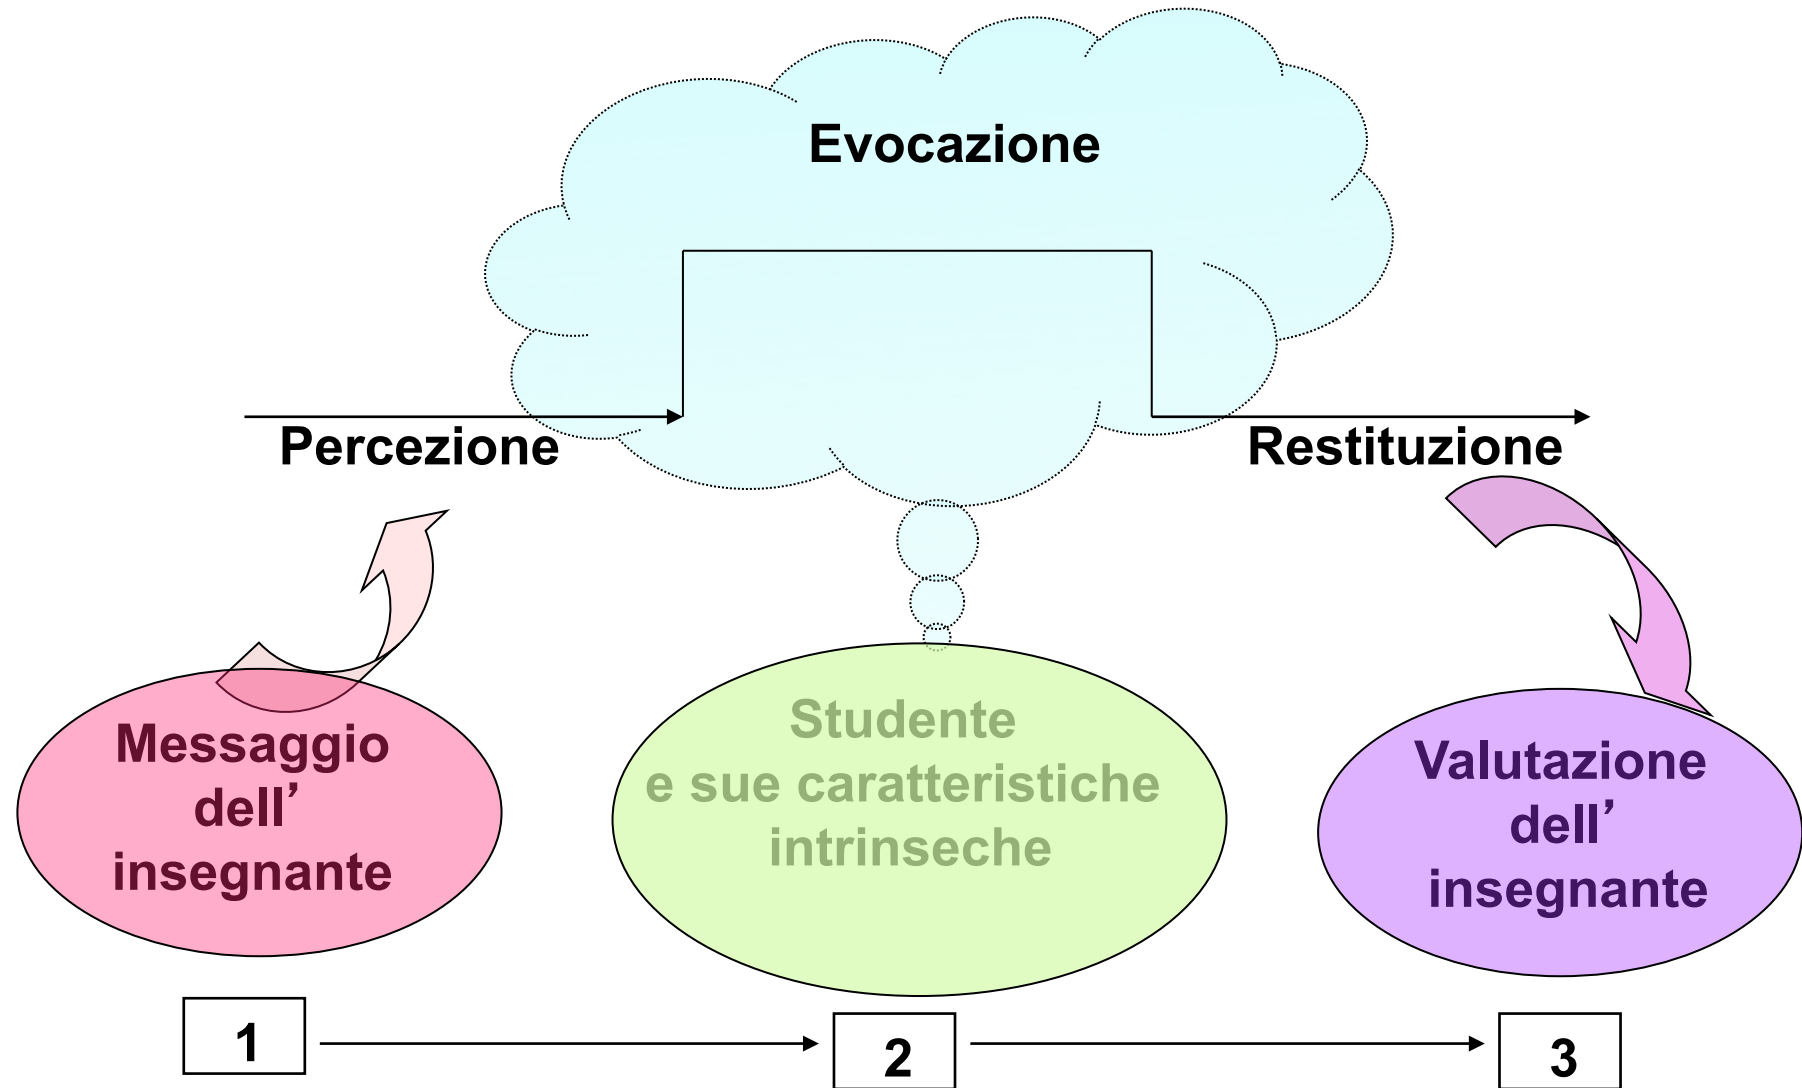 Evocazione
Percezione
Restituzione
Messaggio
dell’
insegnante
Studente
e sue caratteristiche
intrinseche
Valutazione
dell’
insegnante
1
2
3